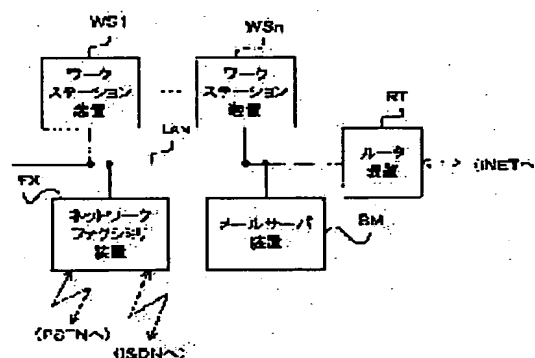 WS1
WSn
ワーク
ステーション
装置
...
ワーク
ステーション
装置
RT
LAN
ルータ
装置
(INETへ)
FX
ネットワーク
ファクシミリ
装置
メールサーバ
装置
(PSTNへ)
(ISDNへ)